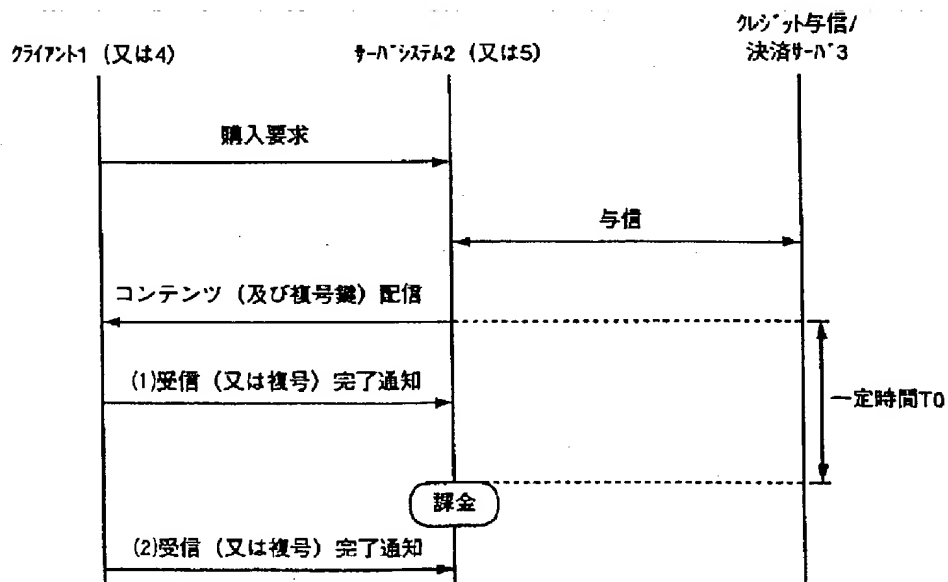 クライアント1 (又は4)
サーバシステム2 (又は5)
クレジット与信/
決済サーバ3
購入要求
与信
コンテンツ (及び複号鍵) 配信
(1)受信 (又は複号) 完了通知
一定時間T0
課金
(2)受信 (又は複号) 完了通知